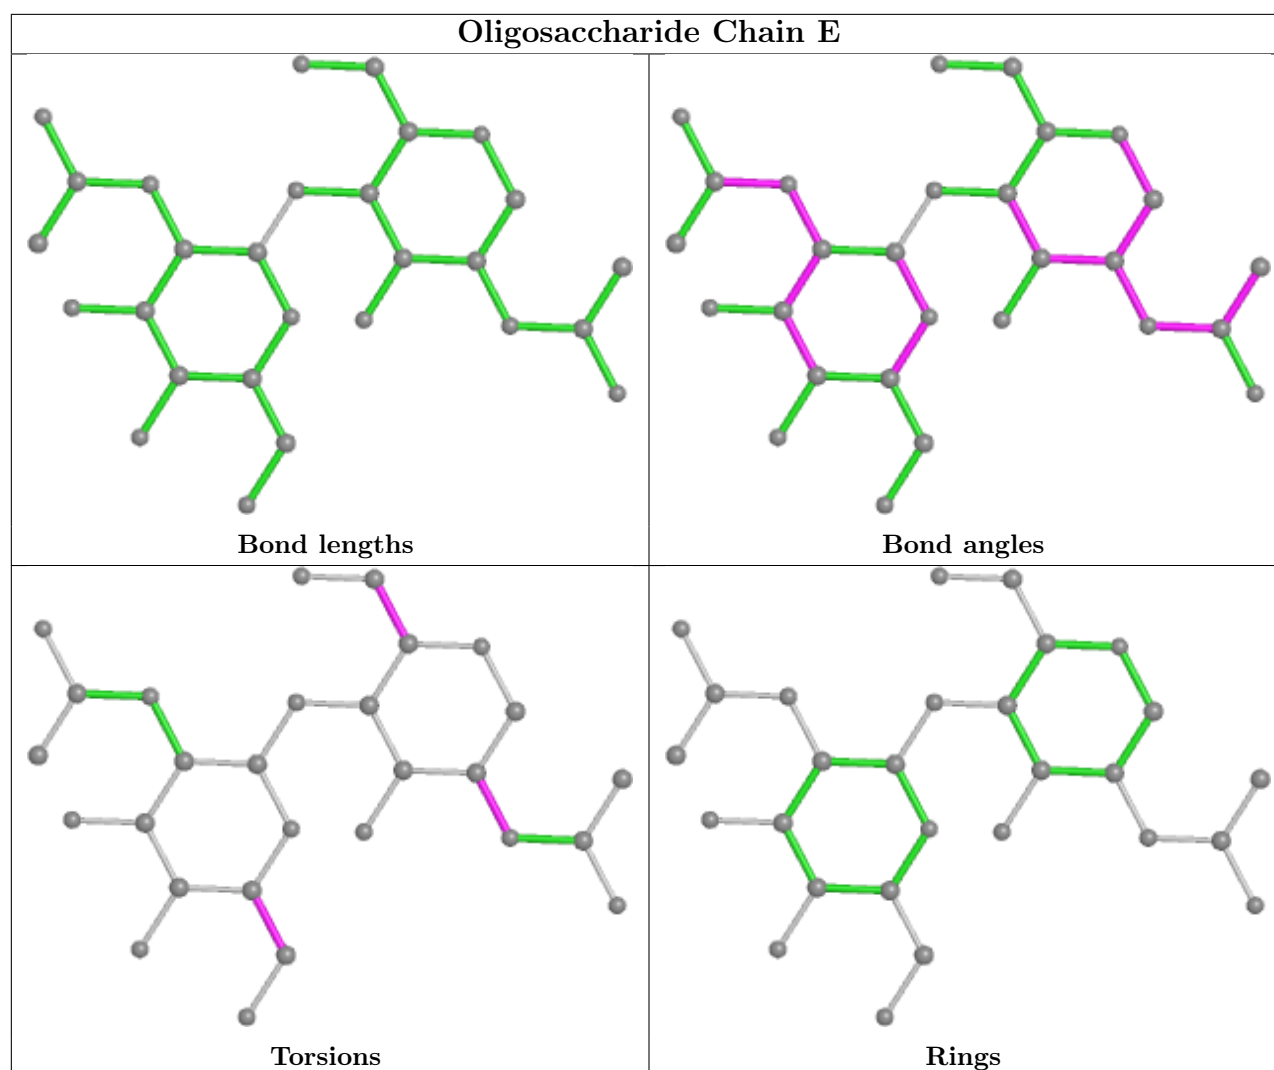 Oligosaccharide Chain E
Bond lengths
Bond angles
Torsions
Rings